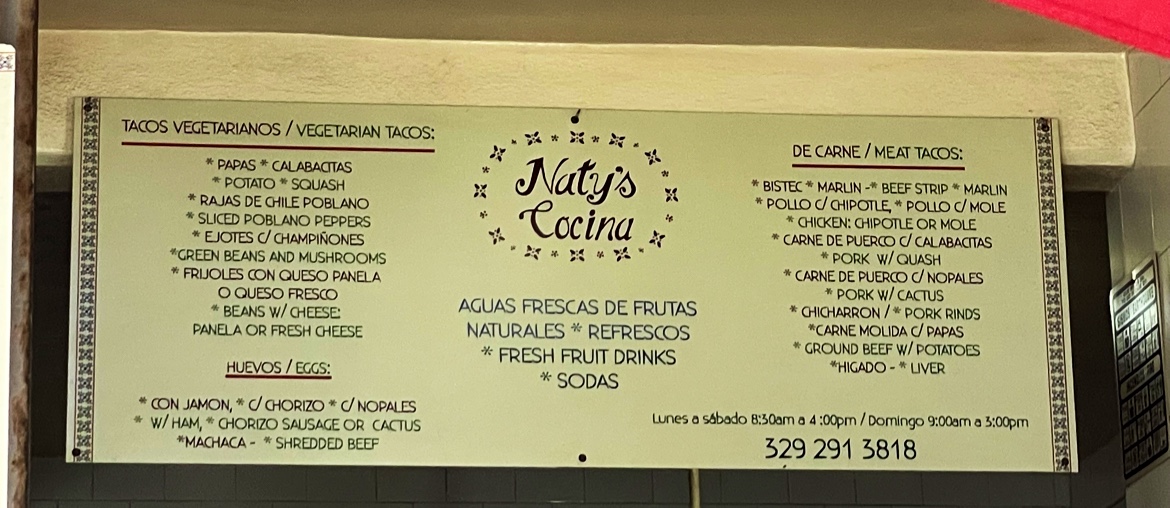 TACOS VEGETARIANOS / VEGETARIAN TACOS:
* PAPAS * CALABACITAS
* POTATO * SQUASH
* RAJAS DE CHILE POBLANO
* SLICED POBLANO PEPPERS
* EJOTES C/ CHAMPIÑONES
*GREEN BEANS AND MUSHROOMS
* FRIJOLES CON QUESO PANELA
O QUESO FRESCO
* BEANS W/ CHEESE:
PANELA OR FRESH CHEESE
HUEVOS / EGGS:
* CON JAMON, * C/ CHORIZO * C/ NOPALES
* W/ HAM, * CHORIZO SAUSAGE OR CACTUS
*MACHACA - * SHREDDED BEEF
Naty's
Cocina
AGUAS FRESCAS DE FRUTAS
NATURALES * REFRESCOS
* FRESH FRUIT DRINKS
* SODAS
DE CARNE / MEAT TACOS:
* BISTEC * MARLIN -* BEEF STRIP * MARLIN
* POLLO C/ CHIPOTLE, * POLLO C/ MOLE
* CHICKEN: CHIPOTLE OR MOLE
* CARNE DE PUERCO C/ CALABACITAS
* PORK W/ QUASH
* CARNE DE PUERCO C/ NOPALES
* PORK W/ CACTUS
* CHICHARRON / * PORK RINDS
*CARNE MOLIDA C/ PAPAS
* GROUND BEEF W/ POTATOES
*HIGADO - * LIVER
Lunes a sábado 8:30am a 4:00pm / Domingo 9:00am a 3:00pm
329 291 3818